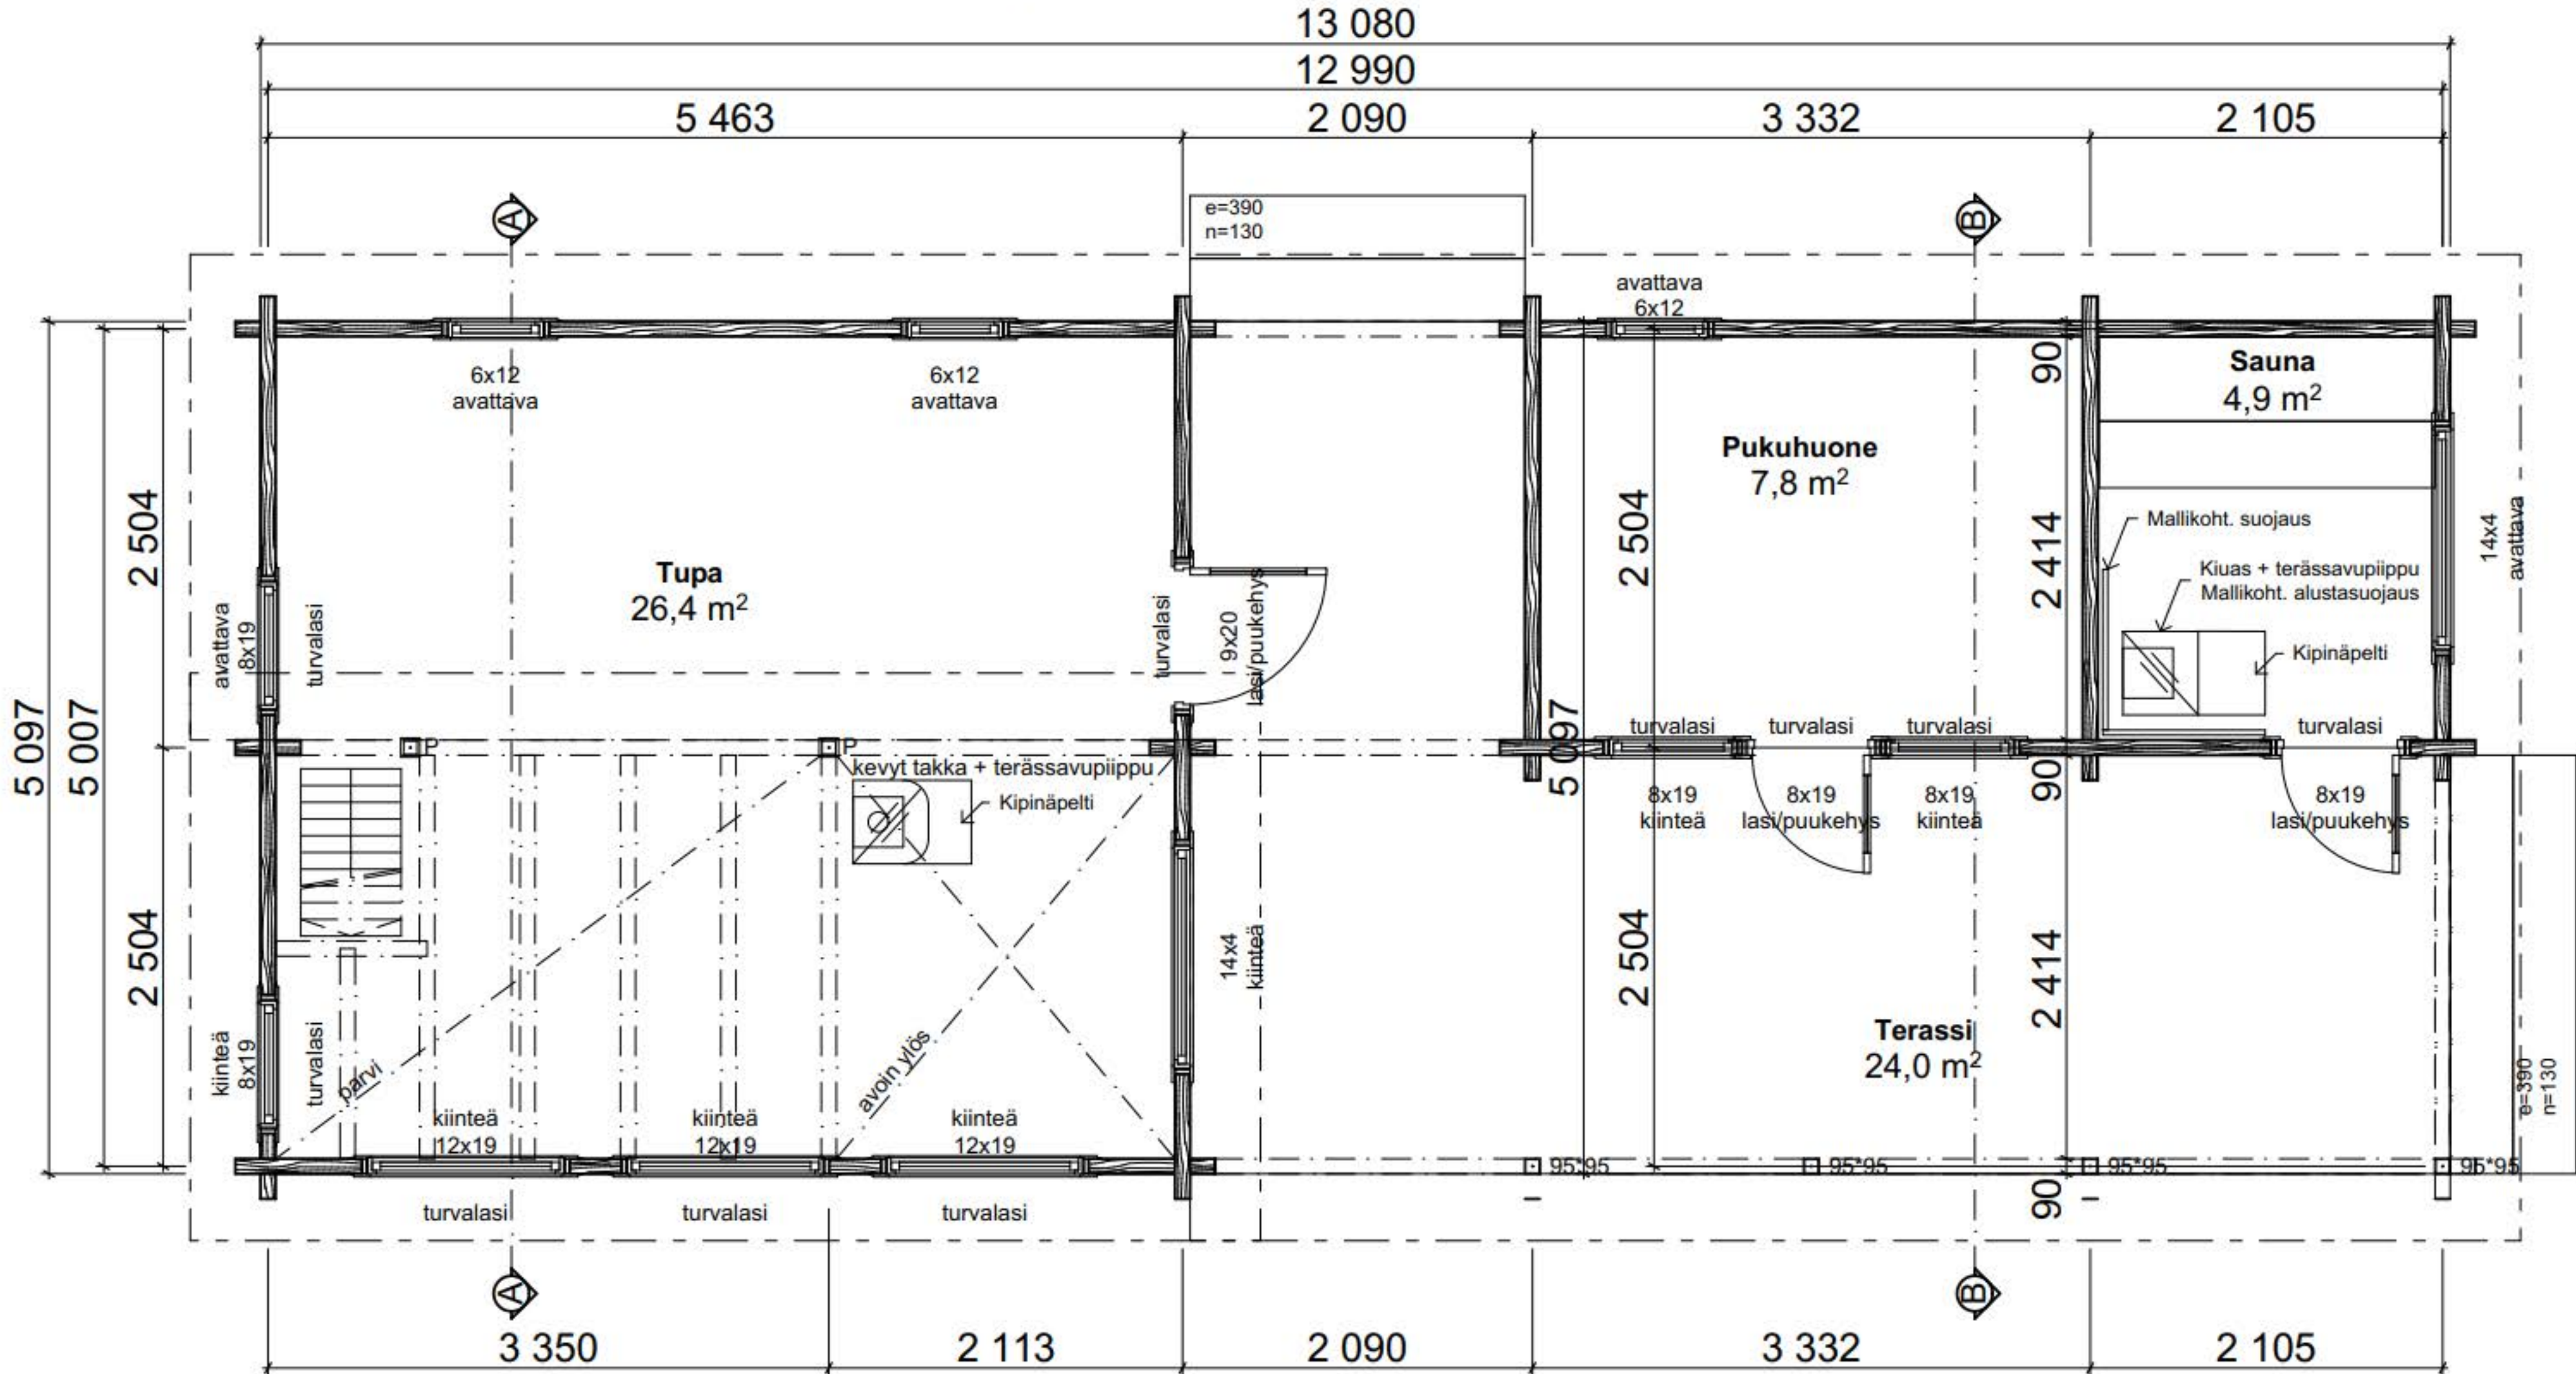 13 080
12 990
5 463
2 090
3 332
2 105
A
e=390
n=130
B
avattava
6x12
6x12
avattava
6x12
avattava
90
Sauna
4,9 m²
Pukuhuone
7,8 m²
2 504
2 504
2 414
Mallikoht. suojaus
14x4
avattava
Kiuas + terässavupiippu
Mallikoht. alustasuojaus
Kipinäpelti
Tupa
26,4 m²
avattava
8x19
turvalasi
turvalasi
9x20
lasi/puukehys
5 097
5 007
5 097
turvalasi
turvalasi
turvalasi
turvalasi
P
P
kevyt takka + terässavupiippu
Kipinäpelti
90
8x19
kiinteä
8x19
lasi/puukehys
8x19
kiinteä
8x19
lasi/puukehys
2 504
2 504
2 414
14x4
kiinteä
Terassi
24,0 m²
kiinteä
8x19
turvalasi
parvi
avoin ylös
e=390
n=130
kiinteä
12x19
kiinteä
12x19
kiinteä
12x19
95*95
95*95
95*95
95*95
90
turvalasi
turvalasi
turvalasi
A
B
3 350
2 113
2 090
3 332
2 105